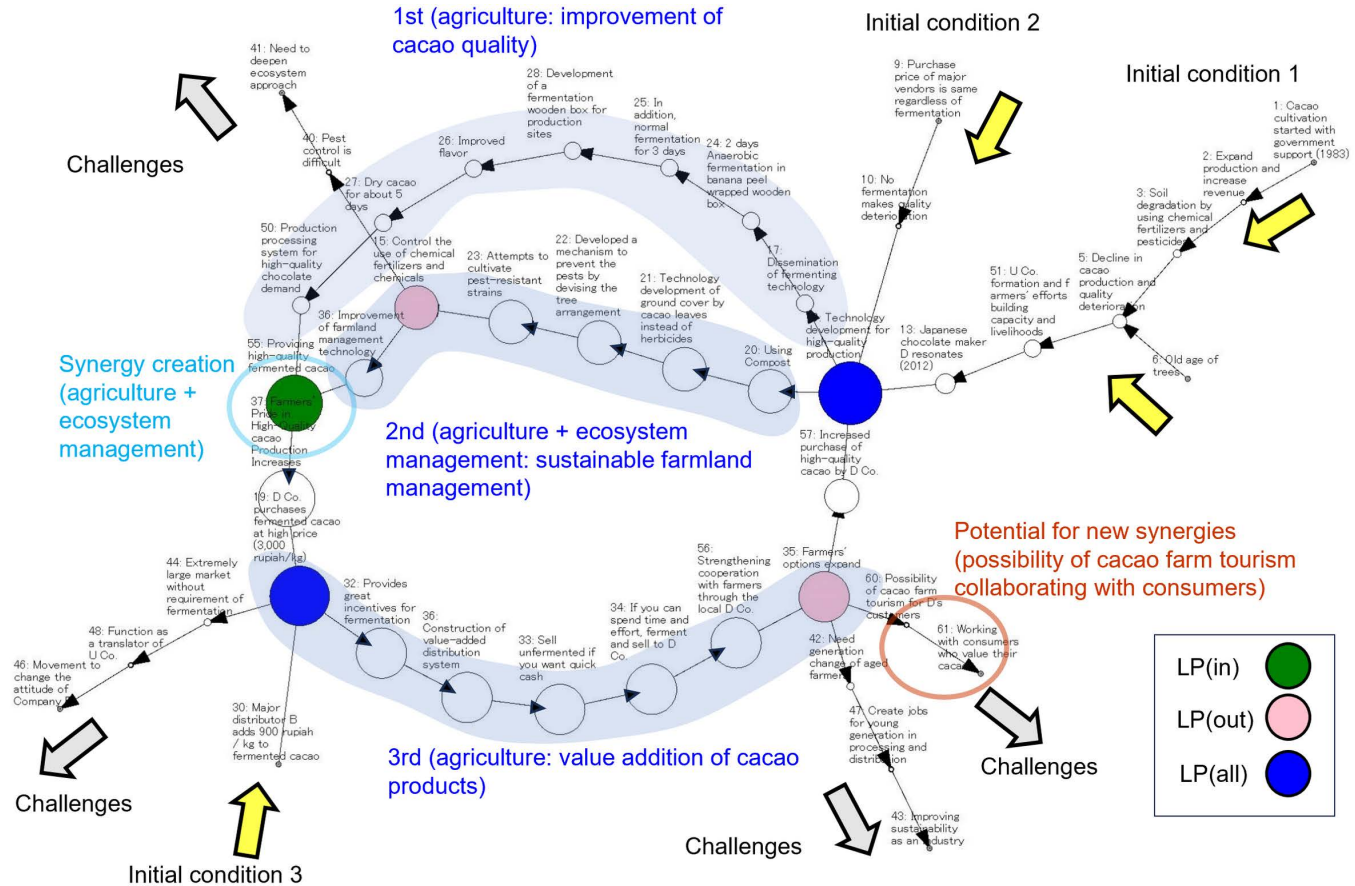 1st (agriculture: improvement of
cacao quality)
Initial condition 2
Initial condition 1
41: Need to
deepen
ecosystem
approach
28: Development
of a
fermentation
wooden box for
production
sites
25: In
addition,
normal
fermentation
for 3 days
9: Purchase
price of major
vendors is same
regardless of
fermentation
1: Cacao
cultivation
started with
government
support (1983)
2: Expand
production and
increase
revenue
3: Soil
degradation by
using chemical
fertilizers and
pesticides
Challenges
40: Pest
control is
difficult
26: Improved
flavor
24: 2 days
Anaerobic
fermentation in
banana peel
wrapped wooden
box
27: Dry cacao
for about 5
days
10: No
fermentation
makes quality
deterioration
50: Production
processing
system for
high-quality
chocolate
demand
15: Control the
use of chemical
fertilizers and
chemicals
23: Attempts to
cultivate
pest-resistant
strains
22: Developed a
mechanism to
prevent the
pests by
devising the
tree
arrangement
21: Technology
development of
ground cover by
cacao leaves
instead of
herbicides
17:
Dissemination
of fermenting
technology
51: U Co.
formation and f
armers' efforts
building
capacity and
livelihoods
5: Decline in
cacao
production and
quality
deterioration
36: Improvement
of farmland
management
technology
Technology
development for
high-quality
production
13: Japanese
chocolate maker
D resonates
(2012)
6: Old age of
trees
20: Using
Compost
55: Providing
high-quality
fermented cacao
Synergy creation
(agriculture +
ecosystem
management)
37: Farmers'
Pride in
High-Quality
cacao
Production
Increases
2nd (agriculture + ecosystem
management: sustainable farmland
management)
57: Increased
purchase of
high-quality
cacao by D Co.
19: D Co.
purchases
fermented cacao
at high price
(3,000
rupiah/kg)
Potential for new synergies
(possibility of cacao farm tourism
collaborating with consumers)
44: Extremely
large market
without
requirement of
fermentation
32: Provides
great
incentives for
fermentation
56:
Strengthening
cooperation
with farmers
through the
local D Co.
35: Farmers'
options expand
60: Possibility
of cacao farm
tourism for D's
customers
48: Function as
a translator of
U Co.
36:
Construction of
value-added
distribution
system
33: Sell
unfermented if
you want quick
cash
34: If you can
spend time and
effort, ferment
and sell to D
Co.
42: Need
generation
change of aged
farmers
61: Working
with consumers
who value their
cacao
46: Movement to
change the
attitude of
Company
30: Major
distributor B
adds 900 rupiah
/ kg to
fermented cacao
47: Create jobs
for young
generation in
processing and
distribution
3rd (agriculture: value addition of cacao
products)
Challenges
Challenges
Challenges
43: Improving
sustainability
as an industry
Initial condition 3
LP(in)
LP(out)
LP(all)